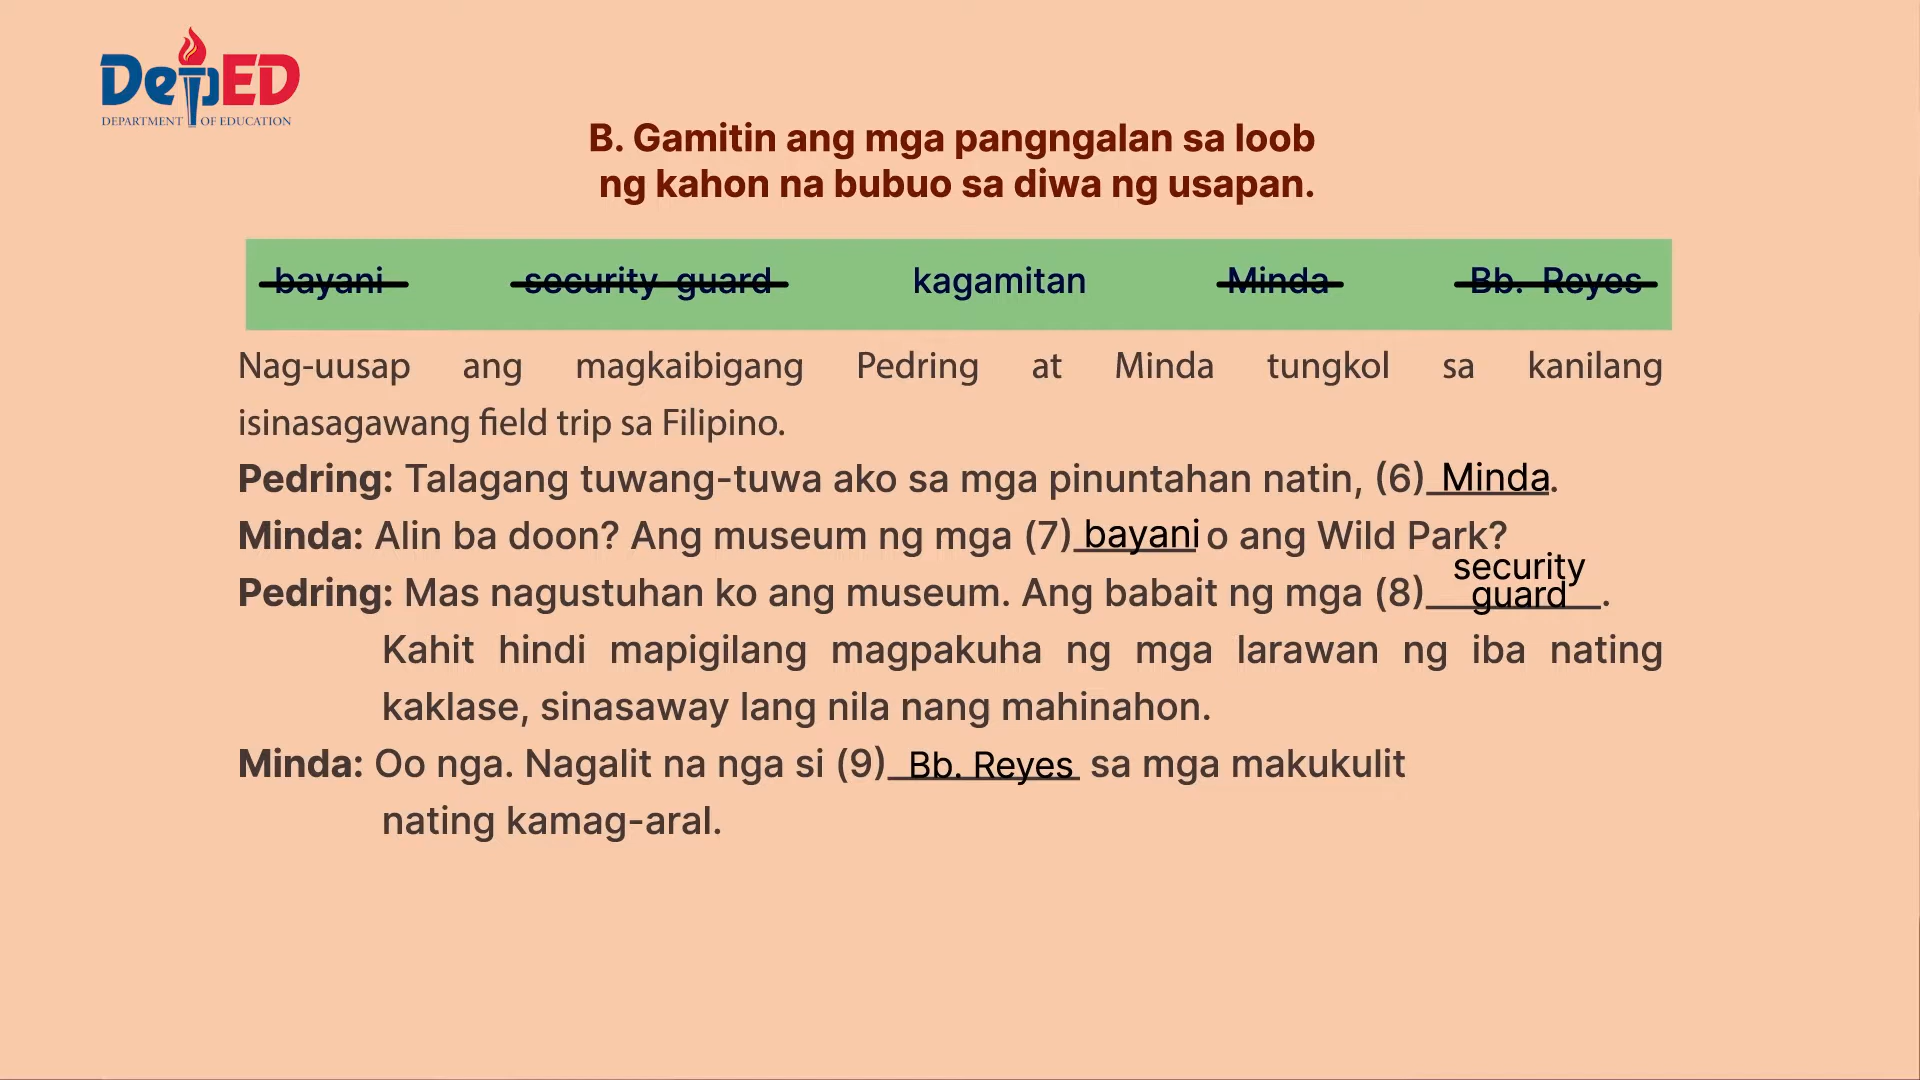 DepED
DEPARTMENT OF EDUCATION
B. Gamitin ang mga pangngalan sa loob
ng kahon na bubuo sa diwa ng usapan.
bayani security guard kagamitan Minda Bb. Reyes
Nag-uusap ang magkaibigang Pedring at Minda tungkol sa kanilang
isinasagawang field trip sa Filipino.
Pedring: Talagang tuwang-tuwa ako sa mga pinuntahan natin, (6) Minda.
Minda: Alin ba doon? Ang museum ng mga (7) bayani o ang Wild Park?
Pedring: Mas nagustuhan ko ang museum. Ang babait ng mga (8) security guard.
Kahit hindi mapigilang magpakuha ng mga larawan ng iba nating
kaklase, sinasaway lang nila nang mahinahon.
Minda: Oo nga. Nagalit na nga si (9) Bb. Reyes sa mga makukulit
nating kamag-aral.